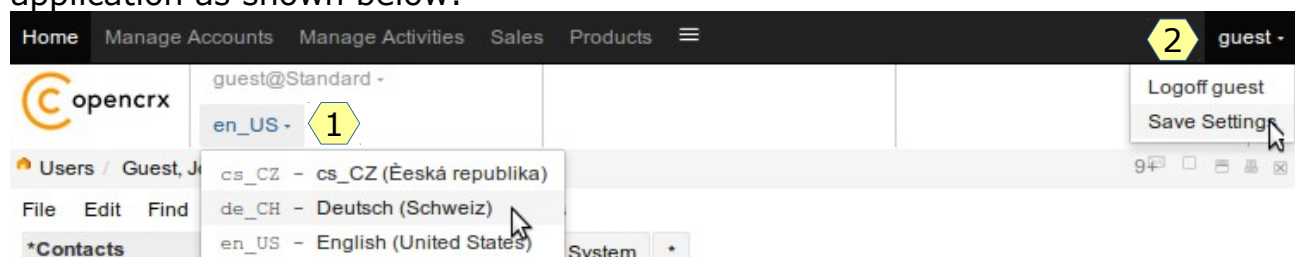 application as shown below:
Home Manage Accounts Manage Activities Sales Products 2 guest
opencrx guest@Standard Logoff guest
en_US 1 Save Settings
Users / Guest, 9+
cs_CZ – cs_CZ (Èeská republika)
File Edit Find de_CH – Deutsch (Schweiz)
*Contacts en_US – English (United States) System *